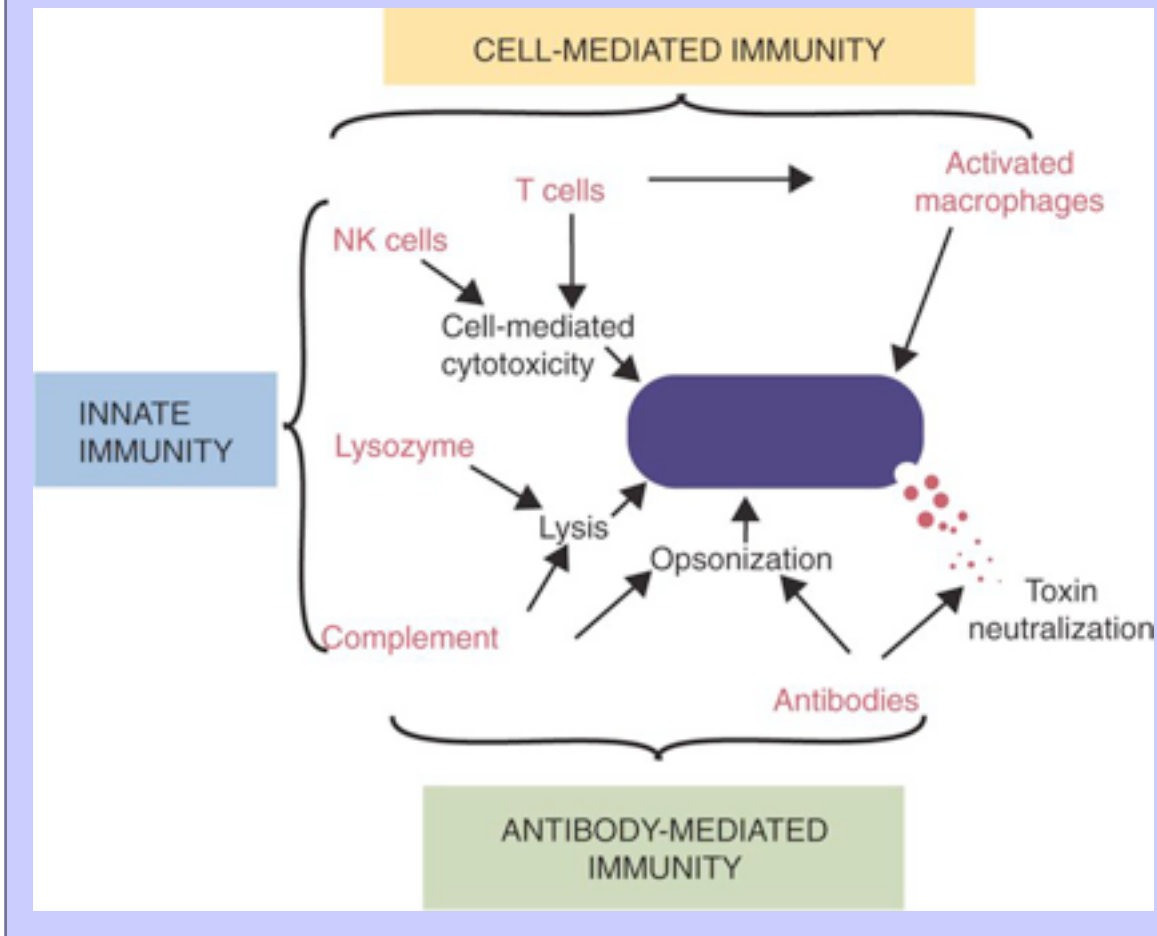 CELL-MEDIATED IMMUNITY
Activated
macrophages
T cells
NK cells
Cell-mediated
cytotoxicity
INNATE
IMMUNITY
Lysozyme
Lysis
Opsonization
Toxin
neutralization
Complement
Antibodies
ANTIBODY-MEDIATED
IMMUNITY